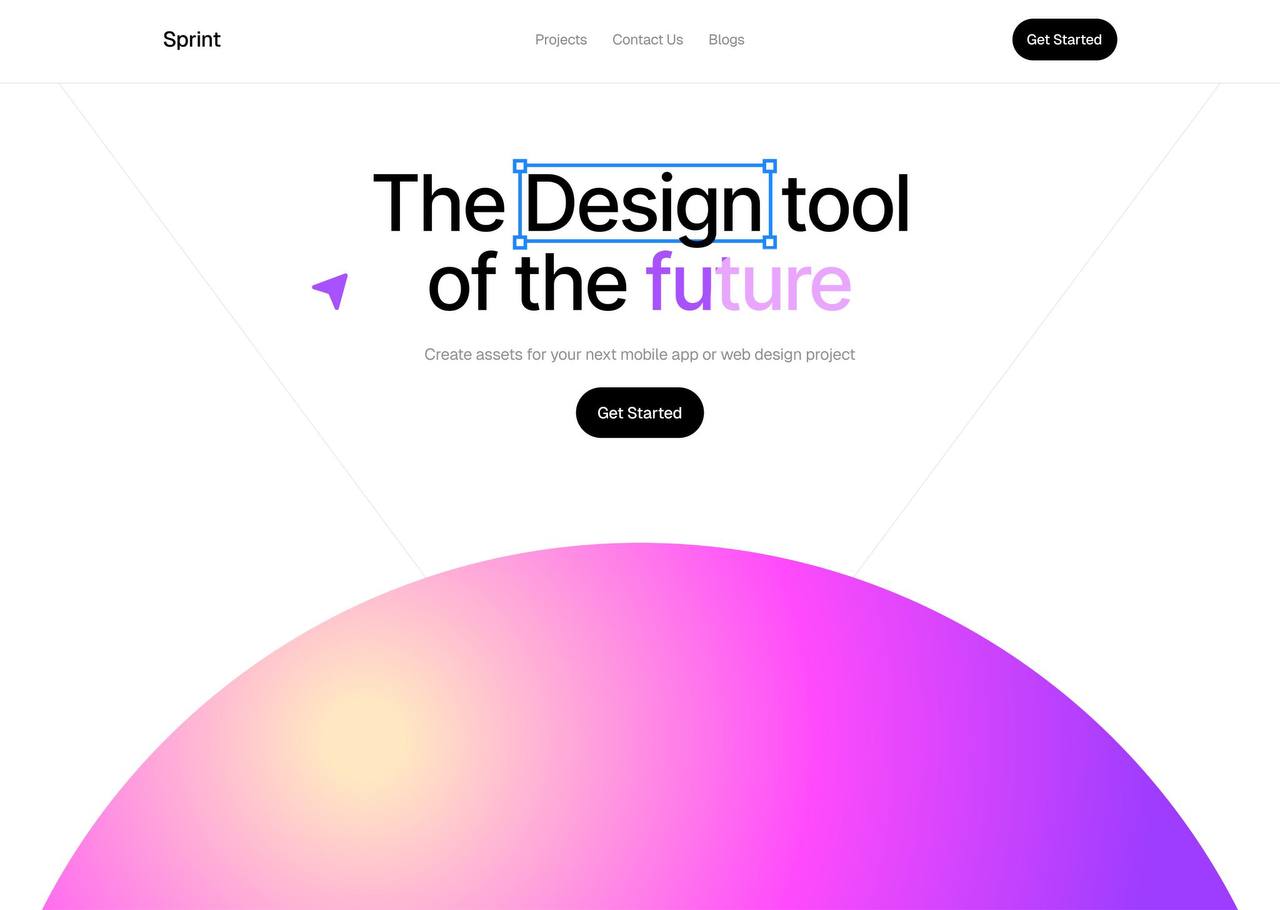 Sprint
Projects
Contact Us
Blogs
Get Started
The Design tool
of the future
Create assets for your next mobile app or web design project
Get Started